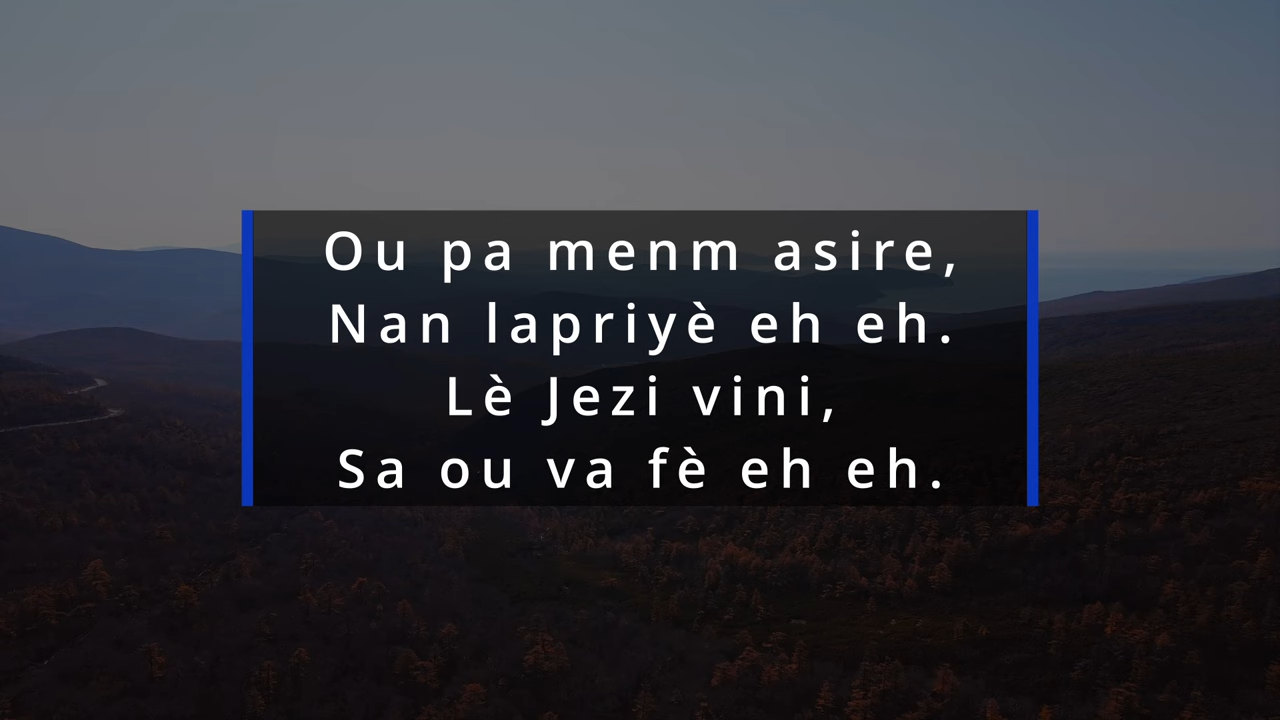 Ou pa menm asire,
Nan lapriyè eh eh.
Lè Jezi vini,
Sa ou va fè eh eh.